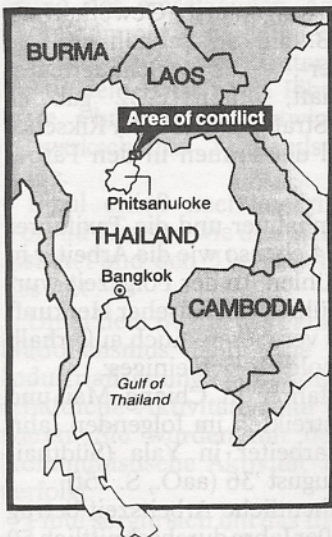 BURMA
LAOS
Area of conflict
Phitsanuloke
THAILAND
Bangkok
CAMBODIA
Gulf of
Thailand